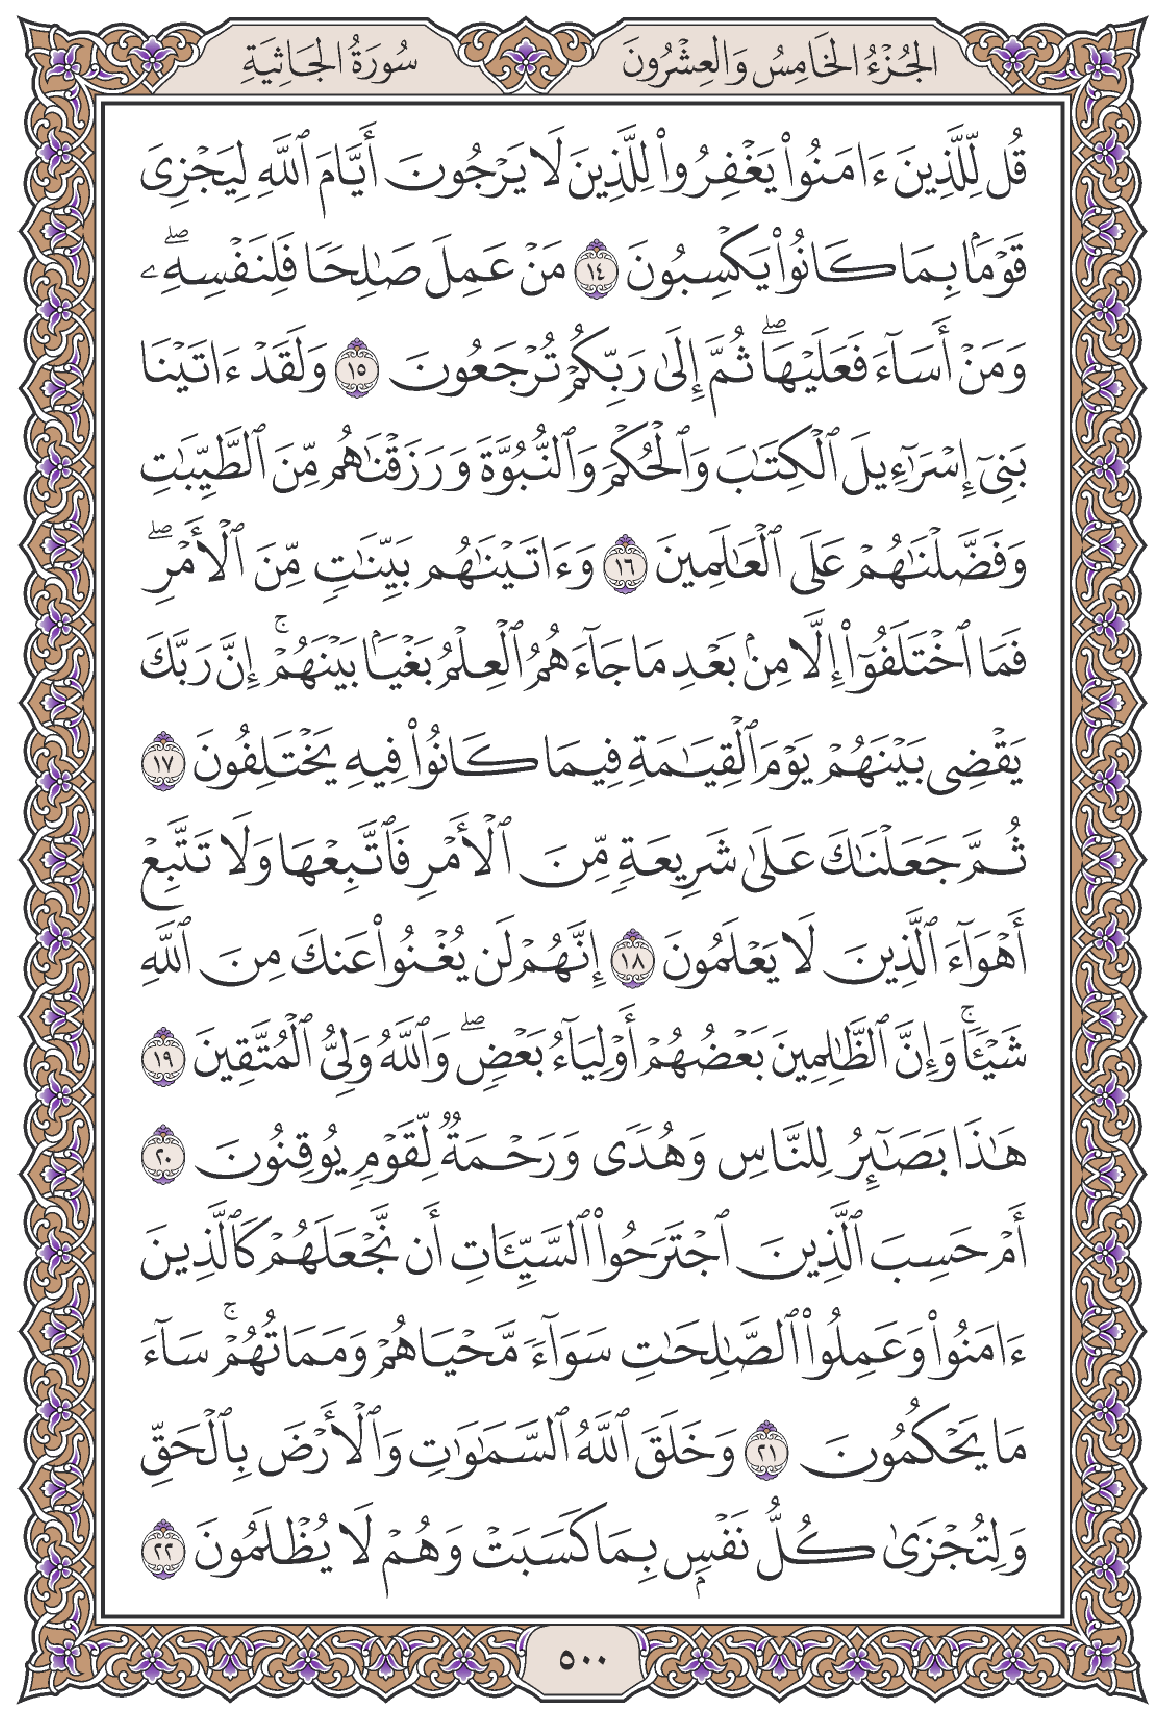 الجُزْءُ الخَامِسُ وَالعِشْرُونَ
سُورَةُ الجَاثِيَةِ
قُل لِّلَّذِينَ ءَامَنُوا۟ يَغْفِرُوا۟ لِلَّذِينَ لَا يَرْجُونَ أَيَّامَ ٱللَّهِ لِيَجْزِىَ
قَوْمًۢا بِمَا كَانُوا۟ يَكْسِبُونَ ١٤ مَنْ عَمِلَ صَـٰلِحًا فَلِنَفْسِهِۦ ۖ
وَمَنْ أَسَآءَ فَعَلَيْهَا ۖ ثُمَّ إِلَىٰ رَبِّكُمْ تُرْجَعُونَ ١٥ وَلَقَدْ ءَاتَيْنَا
بَنِىٓ إِسْرَٰٓءِيلَ ٱلْكِتَـٰبَ وَٱلْحُكْمَ وَٱلنُّبُوَّةَ وَرَزَقْنَـٰهُم مِّنَ ٱلطَّيِّبَـٰتِ
وَفَضَّلْنَـٰهُمْ عَلَى ٱلْعَـٰلَمِينَ ١٦ وَءَاتَيْنَـٰهُم بَيِّنَـٰتٍ مِّنَ ٱلْأَمْرِ ۖ
فَمَا ٱخْتَلَفُوٓا۟ إِلَّا مِنۢ بَعْدِ مَا جَآءَهُمُ ٱلْعِلْمُ بَغْيًۢا بَيْنَهُمْ ۚ إِنَّ رَبَّكَ
يَقْضِى بَيْنَهُمْ يَوْمَ ٱلْقِيَـٰمَةِ فِيمَا كَانُوا۟ فِيهِ يَخْتَلِفُونَ ١٧
ثُمَّ جَعَلْنَـٰكَ عَلَىٰ شَرِيعَةٍ مِّنَ ٱلْأَمْرِ فَٱتَّبِعْهَا وَلَا تَتَّبِعْ
أَهْوَآءَ ٱلَّذِينَ لَا يَعْلَمُونَ ١٨ إِنَّهُمْ لَن يُغْنُوا۟ عَنكَ مِنَ ٱللَّهِ
شَيْـًٔا ۚ وَإِنَّ ٱلظَّـٰلِمِينَ بَعْضُهُمْ أَوْلِيَآءُ بَعْضٍ ۖ وَٱللَّهُ وَلِىُّ ٱلْمُتَّقِينَ ١٩
هَـٰذَا بَصَـٰٓئِرُ لِلنَّاسِ وَهُدًى وَرَحْمَةٌ لِّقَوْمٍ يُوقِنُونَ ٢٠
أَمْ حَسِبَ ٱلَّذِينَ ٱجْتَرَحُوا۟ ٱلسَّيِّـَٔاتِ أَن نَّجْعَلَهُمْ كَٱلَّذِينَ
ءَامَنُوا۟ وَعَمِلُوا۟ ٱلصَّـٰلِحَـٰتِ سَوَآءً مَّحْيَاهُمْ وَمَمَاتُهُمْ ۚ سَآءَ
مَا يَحْكُمُونَ ٢١ وَخَلَقَ ٱللَّهُ ٱلسَّمَـٰوَٰتِ وَٱلْأَرْضَ بِٱلْحَقِّ
وَلِتُجْزَىٰ كُلُّ نَفْسٍۭ بِمَا كَسَبَتْ وَهُمْ لَا يُظْلَمُونَ ٢٢
٥٠٠